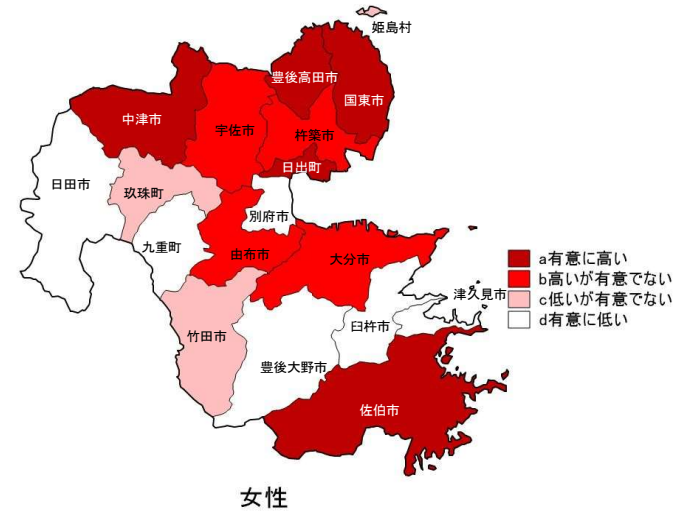 姫島村
豊後高田市
国東市
中津市
宇佐市
杵築市
日出町
日田市
玖珠町
別府市
九重町
由布市
大分市
a有意に高い
b高いが有意でない
c低いが有意でない
d有意に低い
津久見市
臼杵市
竹田市
豊後大野市
佐伯市
女性